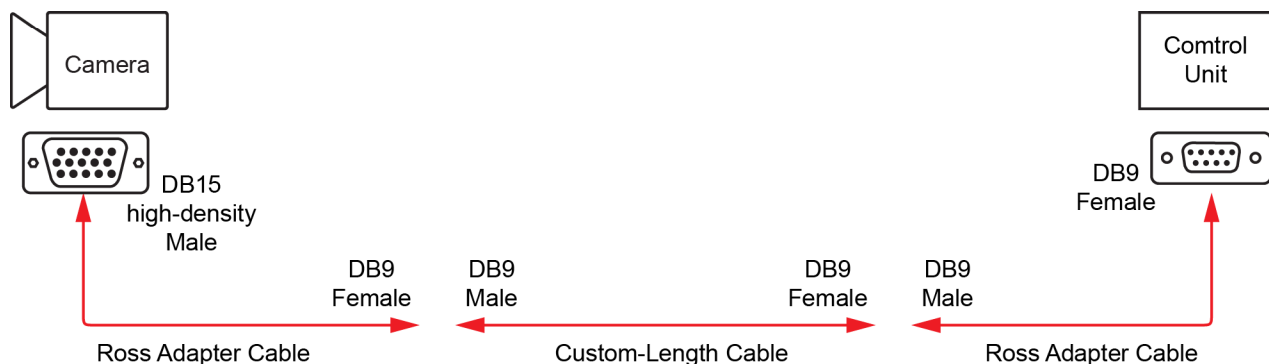 Camera
Comtrol
Unit
DB15
high-density
Male
DB9
Female
DB9
Female
DB9
Male
DB9
Female
DB9
Male
Ross Adapter Cable
Custom-Length Cable
Ross Adapter Cable